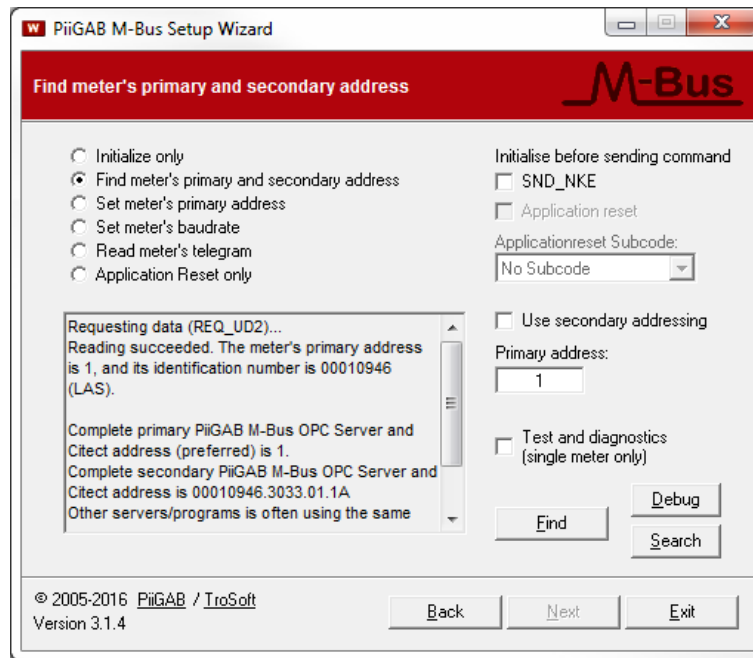 PiiGAB M-Bus Setup Wizard
Find meter's primary and secondary address
M-Bus
Initialize only
Find meter's primary and secondary address
Set meter's primary address
Set meter's baudrate
Read meter's telegram
Application Reset only
Requesting data (REQ_UD2)...
Reading succeeded. The meter's primary address
is 1, and its identification number is 00010946
(LAS).
Complete primary PiiGAB M-Bus OPC Server and
Citect address (preferred) is 1.
Complete secondary PiiGAB M-Bus OPC Server and
Citect address is 00010946.3033.01.1A
Other servers/programs is often using the same
Initialise before sending command
SND_NKE
Application reset
Applicationreset Subcode:
No Subcode
Use secondary addressing
Primary address:
1
Test and diagnostics
(single meter only)
Find
Debug
Search
© 2005-2016 PiiGAB / TroSoft
Version 3.1.4
Back
Next
Exit